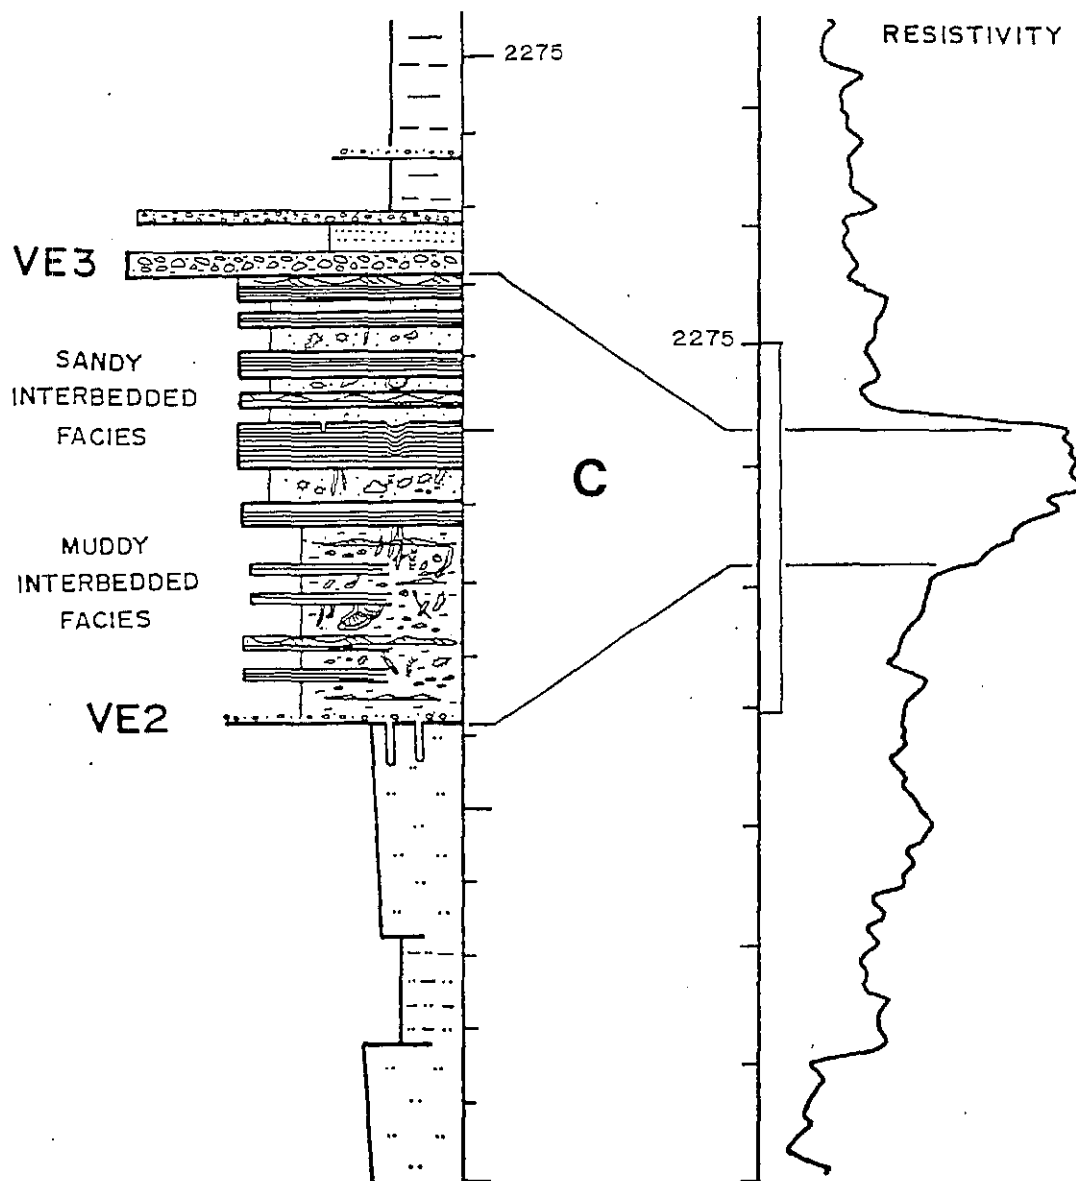 RESISTIVITY
2275
VE3
2275
SANDY
INTERBEDDED
FACIES
C
MUDDY
INTERBEDDED
FACIES
VE2